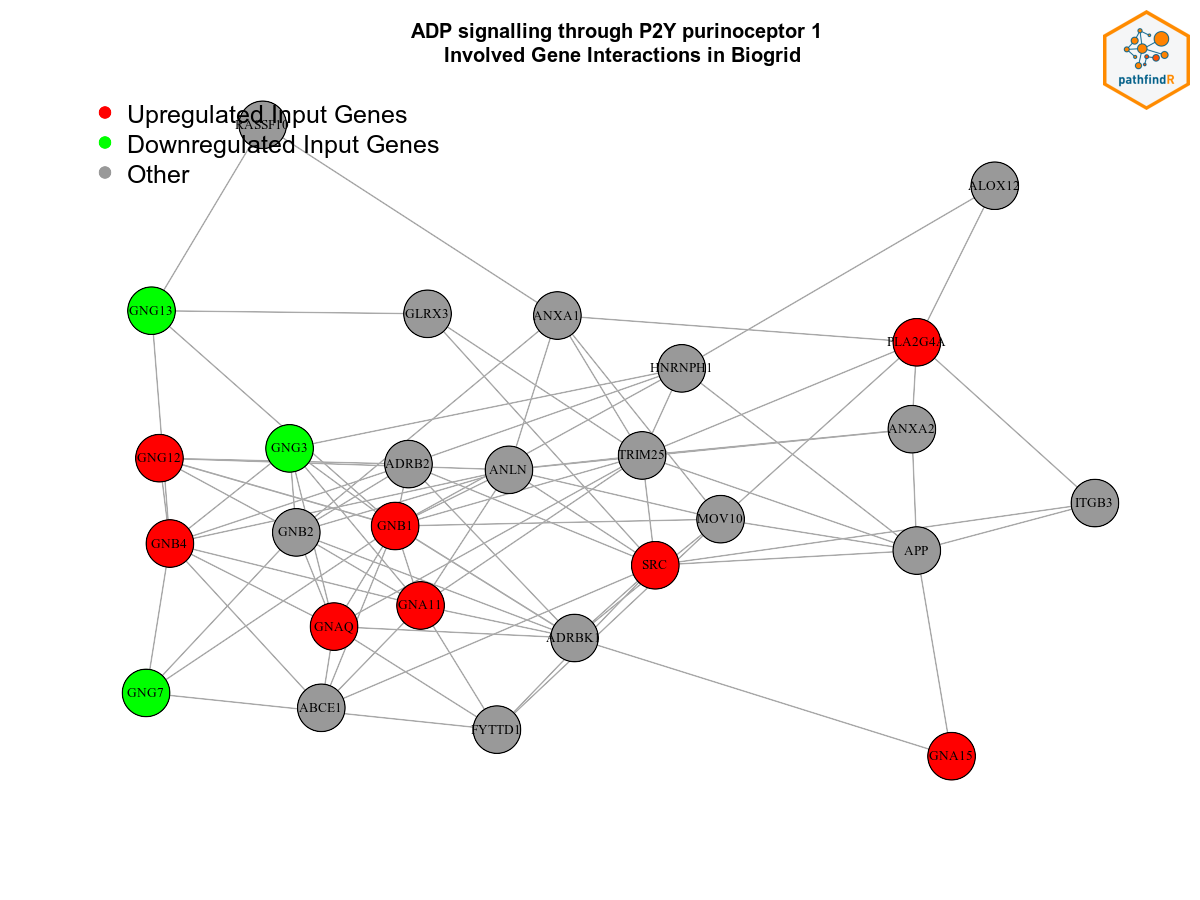 ADP signalling through P2Y purinoceptor 1
Involved Gene Interactions in Biogrid
pathfindR
Upregulated Input Genes
RASSF10
Downregulated Input Genes
Other
ALOX12
GNG13
GLRX3
ANXA1
PLA2G4A
HNRNPH1
ANXA2
GNG3
GNG12
ADRB2
ANLN
TRIM25
ITGB3
MOV10
GNB1
GNB2
GNB4
APP
SRC
GNA11
GNAQ
ADRBK1
GNG7
ABCE1
FYTTD1
GNA15